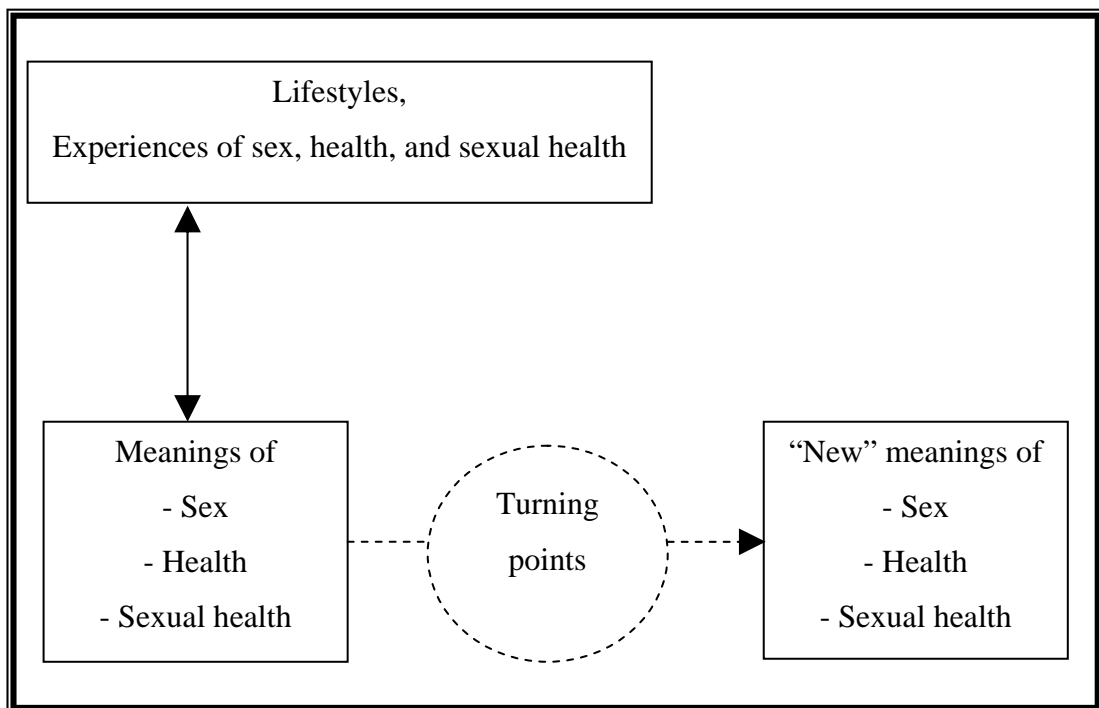 Lifestyles,
Experiences of sex, health, and sexual health
Meanings of
- Sex
- Health
- Sexual health
Turning
points
“New” meanings of
- Sex
- Health
- Sexual health